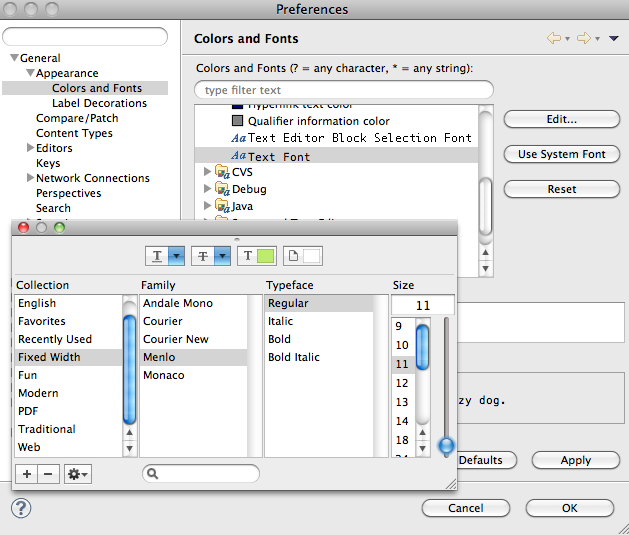 Preferences
General
Appearance
Colors and Fonts
Label Decorations
Compare/Patch
Content Types
Editors
Keys
Network Connections
Perspectives
Search
Colors and Fonts
Colors and Fonts (? = any character, * = any string):
type filter text
Hyperlink text color
Qualifier information color
Aa Text Editor Block Selection Font
Aa Text Font
CVS
Debug
Java
Edit...
Use System Font
Reset
T T T
Collection
English
Favorites
Recently Used
Fixed Width
Fun
Modern
PDF
Traditional
Web
Family
Andale Mono
Courier
Courier New
Menlo
Monaco
Typeface
Regular
Italic
Bold
Bold Italic
Size
11
9
10
11
12
13
14
18
24
zy dog.
Defaults
Apply
?
Cancel
OK